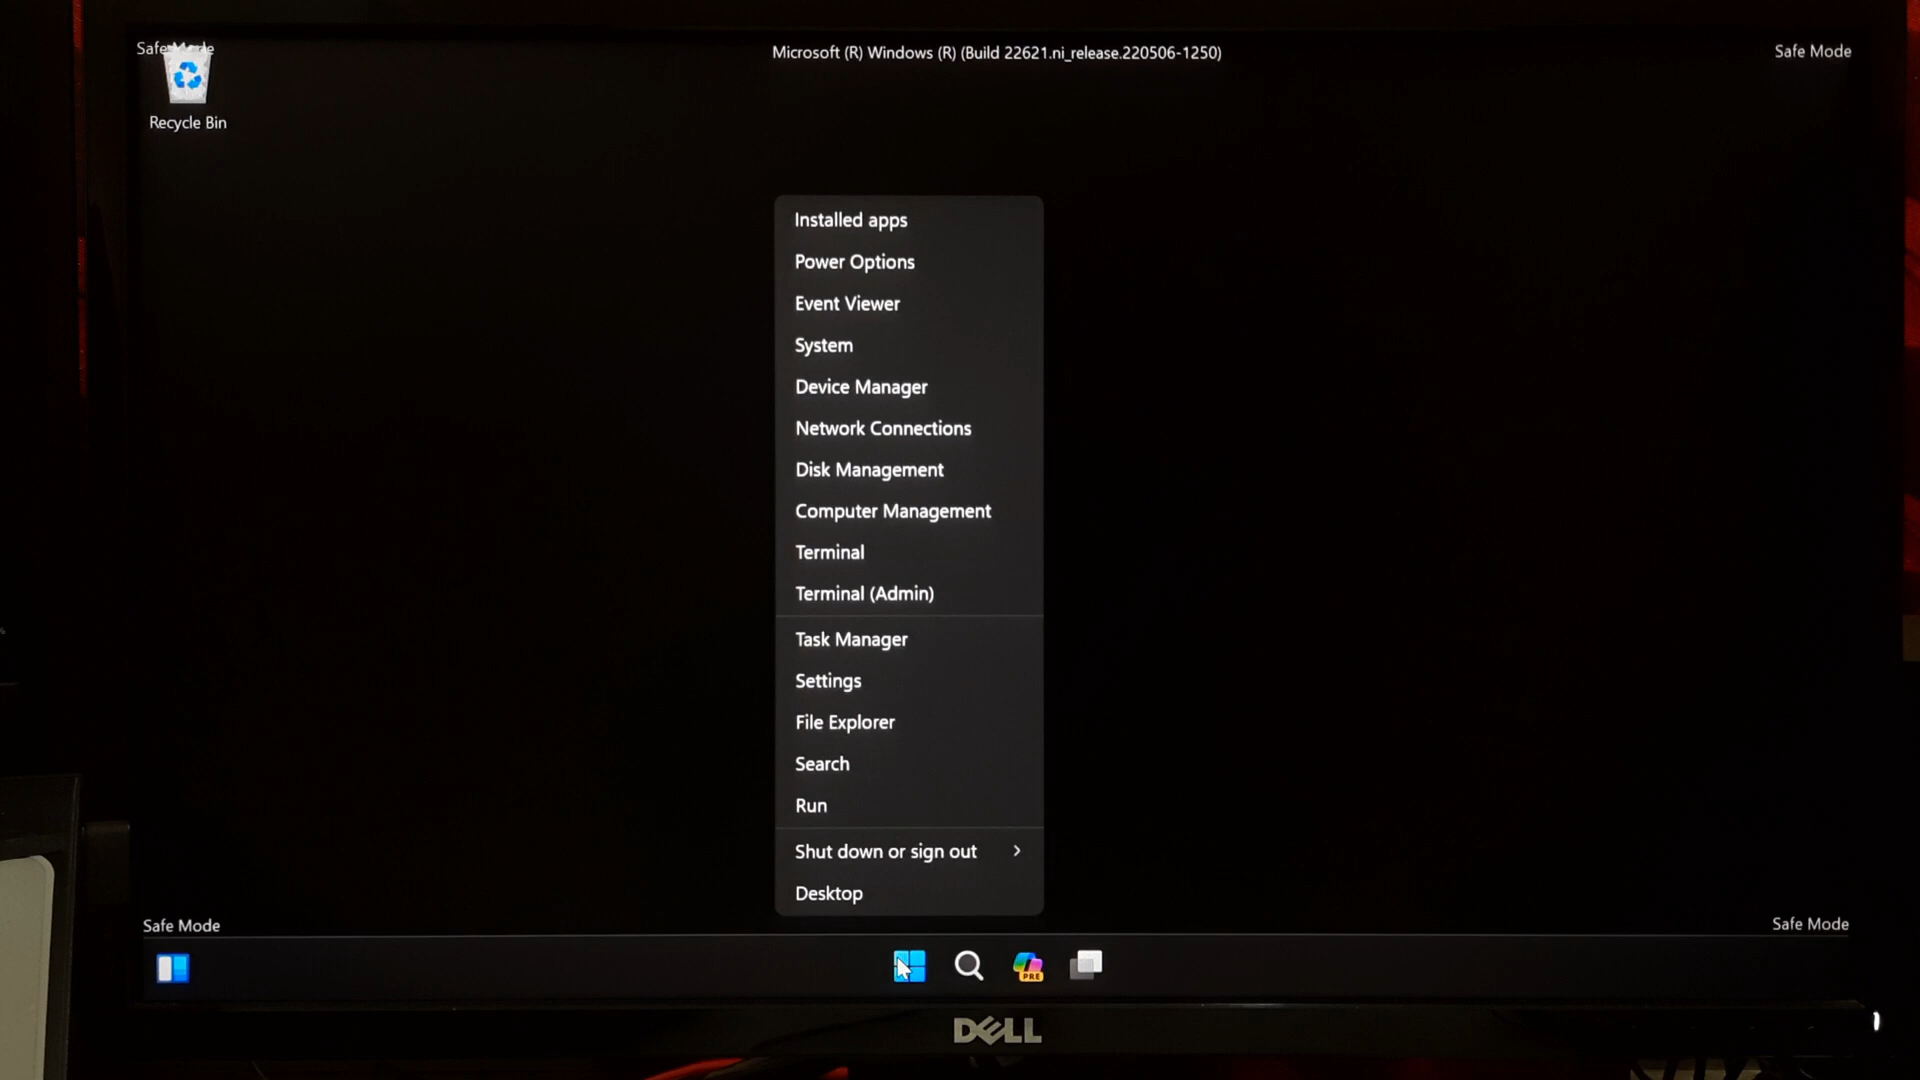 Safe Mode
Microsoft (R) Windows (R) (Build 22621.ni_release.220506-1250)
Safe Mode
Recycle Bin
Installed apps
Power Options
Event Viewer
System
Device Manager
Network Connections
Disk Management
Computer Management
Terminal
Terminal (Admin)
Task Manager
Settings
File Explorer
Search
Run
Shut down or sign out
Desktop
Safe Mode
Safe Mode
PRE
DELL